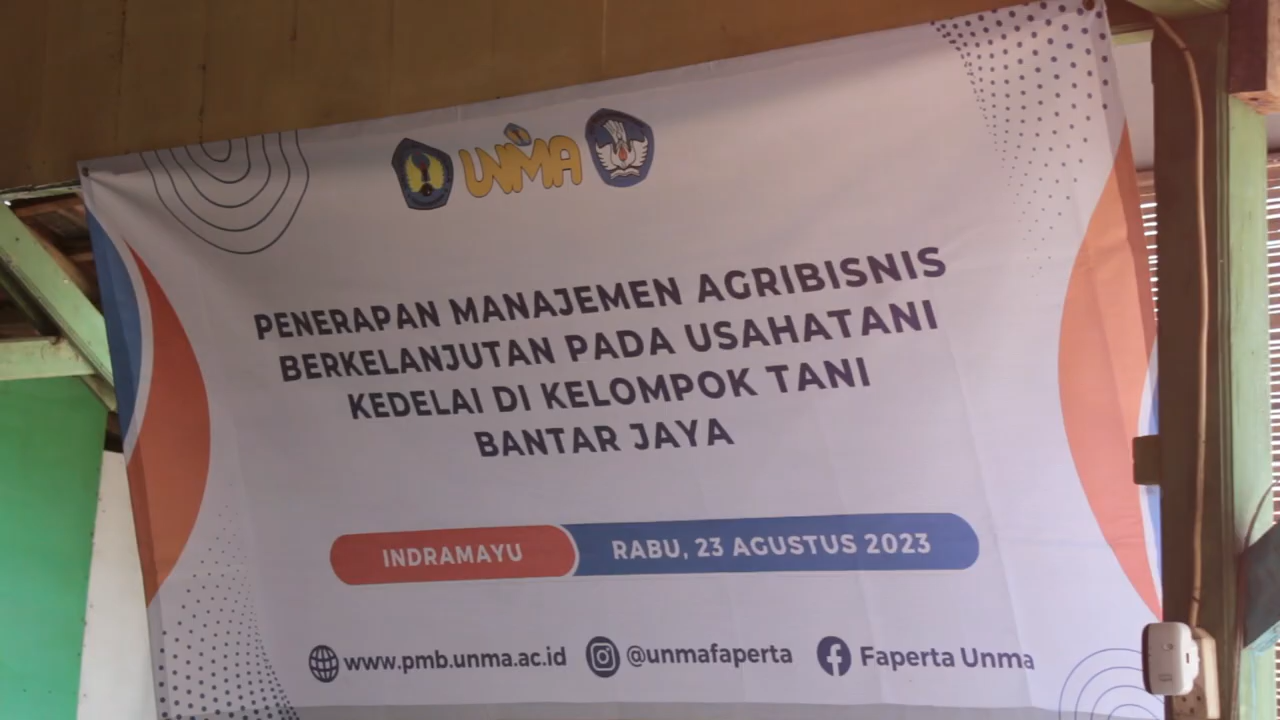 UNMA
PENERAPAN MANAJEMEN AGRIBISNIS
BERKELANJUTAN PADA USAHATANI
KEDELAI DI KELOMPOK TANI
BANTAR JAYA
INDRAMAYU RABU, 23 AGUSTUS 2023
www.pmb.unma.ac.id @unmafaperta Faperta Unma